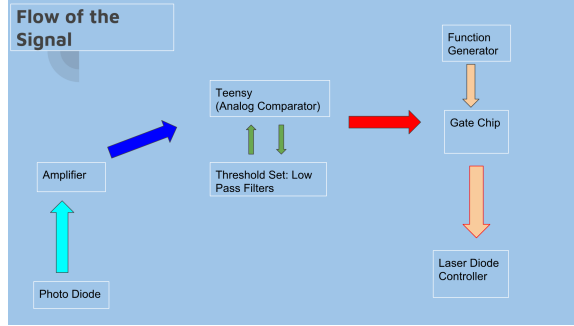 Flow of the
Signal
Function
Generator
Teensy
(Analog Comparator)
Gate Chip
Amplifier
Threshold Set: Low
Pass Filters
Laser Diode
Controller
Photo Diode